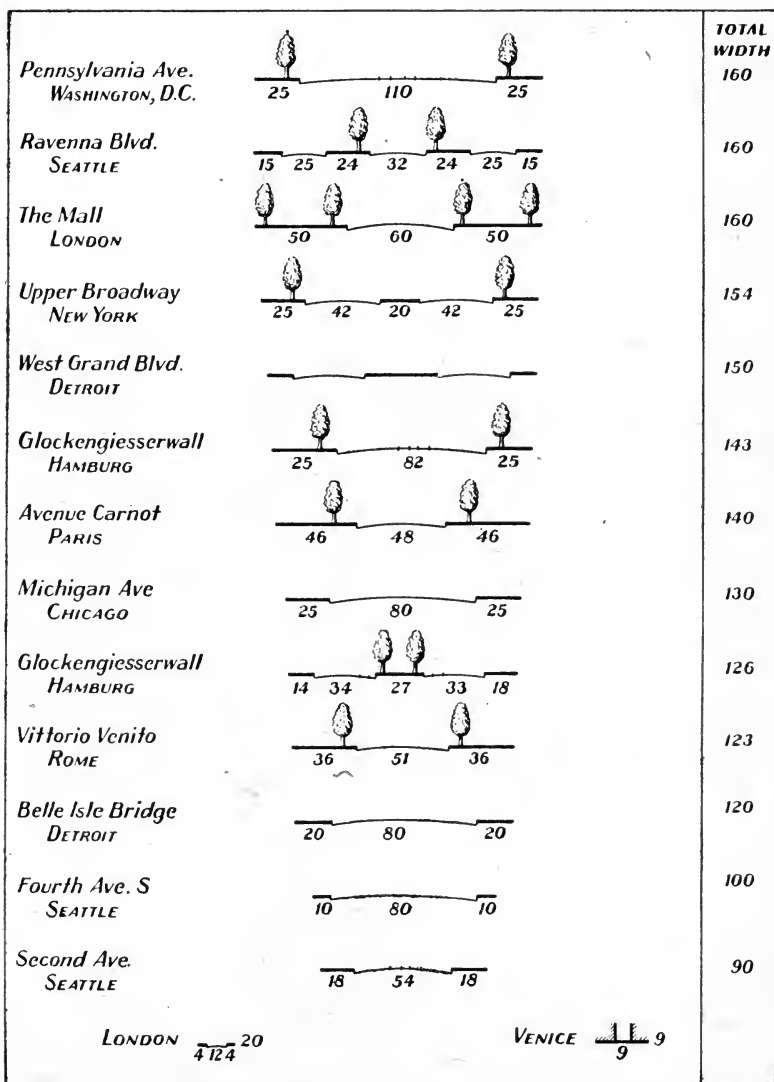 TOTAL
WIDTH
Pennsylvania Ave. 160
WASHINGTON, D.C. 25 110 25
Ravenna Blvd. 160
SEATTLE 15 25 24 32 24 25 15
The Mall 160
LONDON 50 60 50
Upper Broadway 154
NEW YORK 25 42 20 42 25
West Grand Blvd. 150
DETROIT
Glockengiesserwall 143
HAMBURG 25 82 25
Avenue Carnot 140
PARIS 46 48 46
Michigan Ave 130
CHICAGO 25 80 25
Glockengiesserwall 126
HAMBURG 14 34 27 33 18
Vittorio Venito 123
ROME 36 51 36
Belle Isle Bridge 120
DETROIT 20 80 20
Fourth Ave. S 100
SEATTLE 10 80 10
Second Ave. 90
SEATTLE 18 54 18
LONDON 20 VENICE 9
4 12 4 9